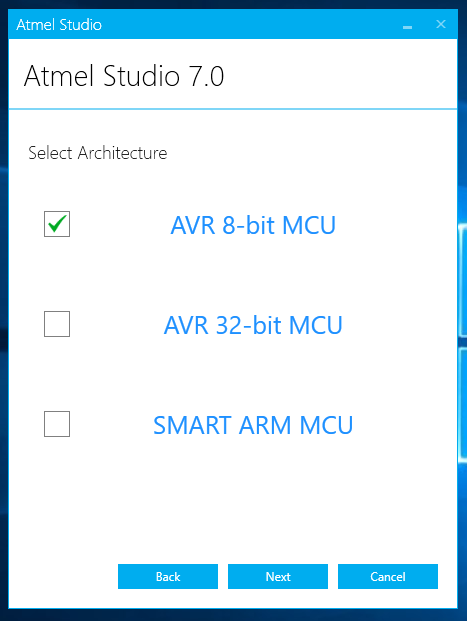 Atmel Studio
Atmel Studio 7.0
Select Architecture
AVR 8-bit MCU
AVR 32-bit MCU
SMART ARM MCU
Back Next Cancel